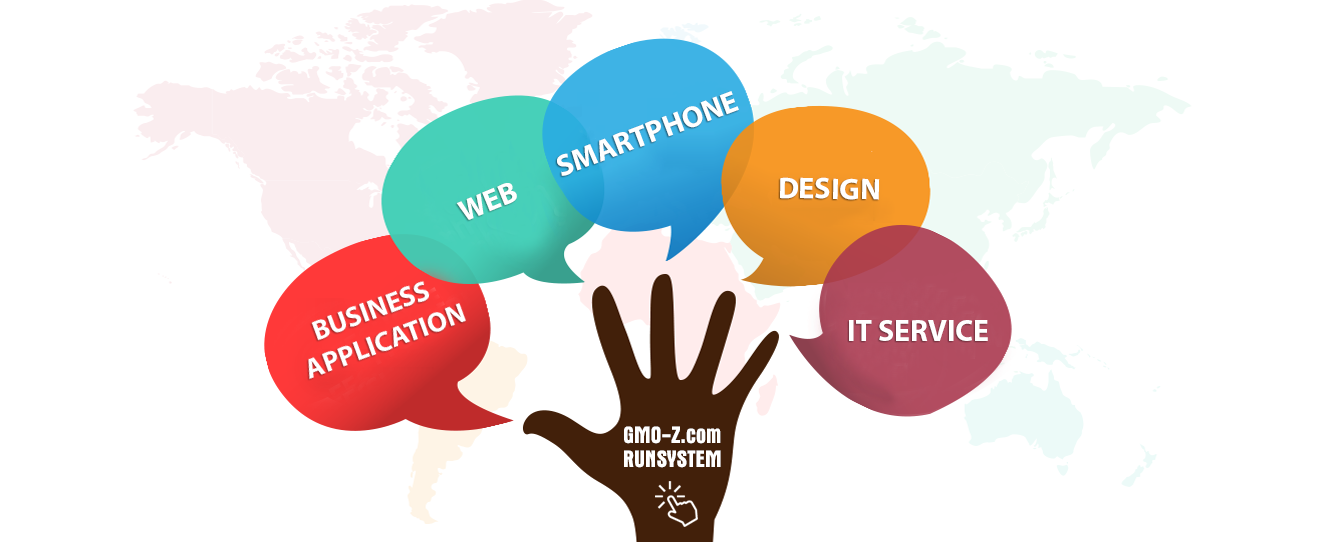 BUSINESS
APPLICATION
WEB
SMARTPHONE
DESIGN
IT SERVICE
GMO-Z.com
RUNSYSTEM